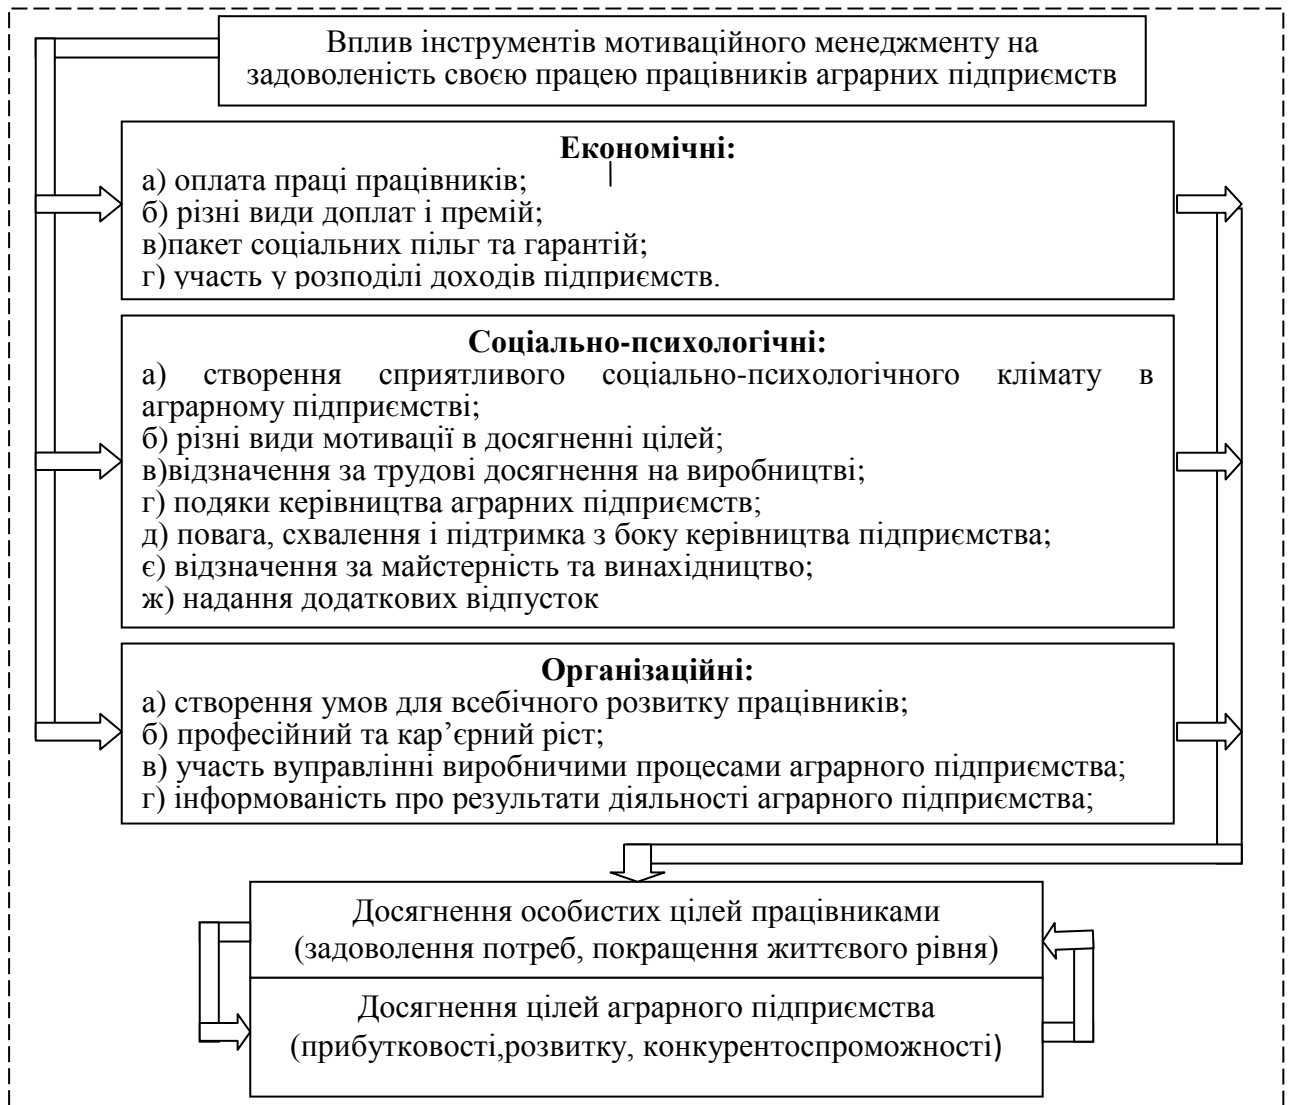 Вплив інструментів мотиваційного менеджменту на
задоволеність своєю працею працівників аграрних підприємств
Економічні:
а) оплата праці працівників;
б) різні види доплат і премій;
в)пакет соціальних пільг та гарантій;
г) участь у розподілі доходів підприємств.
Соціально-психологічні:
а) створення сприятливого соціально-психологічного клімату в
аграрному підприємстві;
б) різні види мотивації в досягненні цілей;
в)відзначення за трудові досягнення на виробництві;
г) подяки керівництва аграрних підприємств;
д) повага, схвалення і підтримка з боку керівництва підприємства;
є) відзначення за майстерність та винахідництво;
ж) надання додаткових відпусток
Організаційні:
а) створення умов для всебічного розвитку працівників;
б) професійний та кар’єрний ріст;
в) участь вуправлінні виробничими процесами аграрного підприємства;
г) інформованість про результати діяльності аграрного підприємства;
Досягнення особистих цілей працівниками
(задоволення потреб, покращення життєвого рівня)
Досягнення цілей аграрного підприємства
(прибутковості,розвитку, конкурентоспроможності)